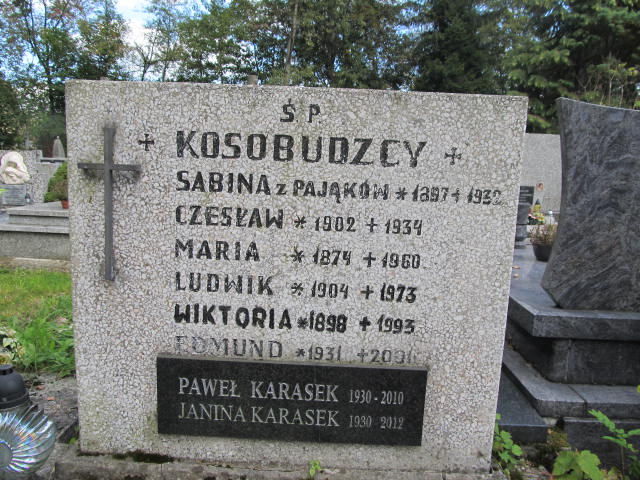 Ś P
KOSOBUDZCY
SABINA z PAJĄKÓW * 1897 + 1932
CZESŁAW * 1902 + 1934
MARIA * 1874 + 1960
LUDWIK * 1904 + 1973
WIKTORIA * 1898 + 1993
EDMUND * 1931 +
PAWEŁ KARASEK 1930 - 2010
JANINA KARASEK 1930 2012